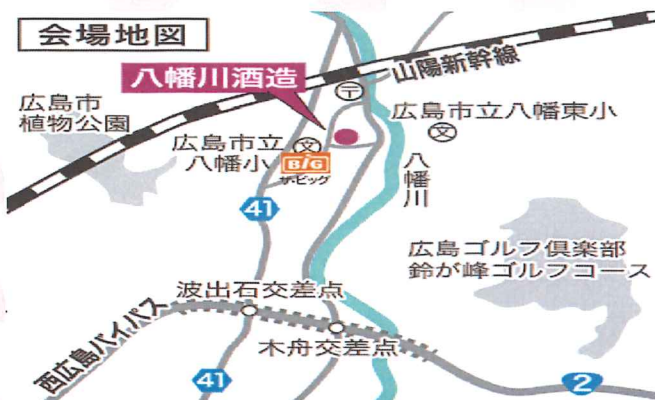 会場地図
八幡川酒造
山陽新幹線
〒
広島市
植物公園
広島市立八幡東小
文
広島市立
八幡小
文
BiG
ザ・ビッグ
八幡川
41
広島ゴルフ倶楽部
鈴が峰ゴルフコース
波出石交差点
西広島バイパス
木舟交差点
41
2